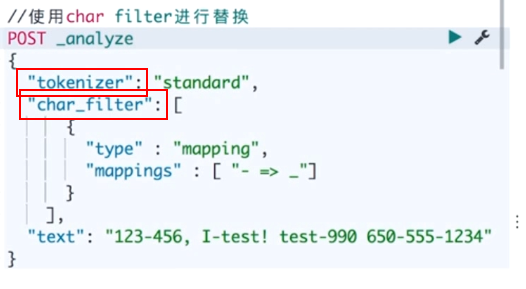 //使用char filter进行替换
POST _analyze
{
"tokenizer": "standard",
"char_filter": [
{
"type" : "mapping",
"mappings" : [ "- => _"]
}
],
"text": "123-456, I-test! test-990 650-555-1234"
}